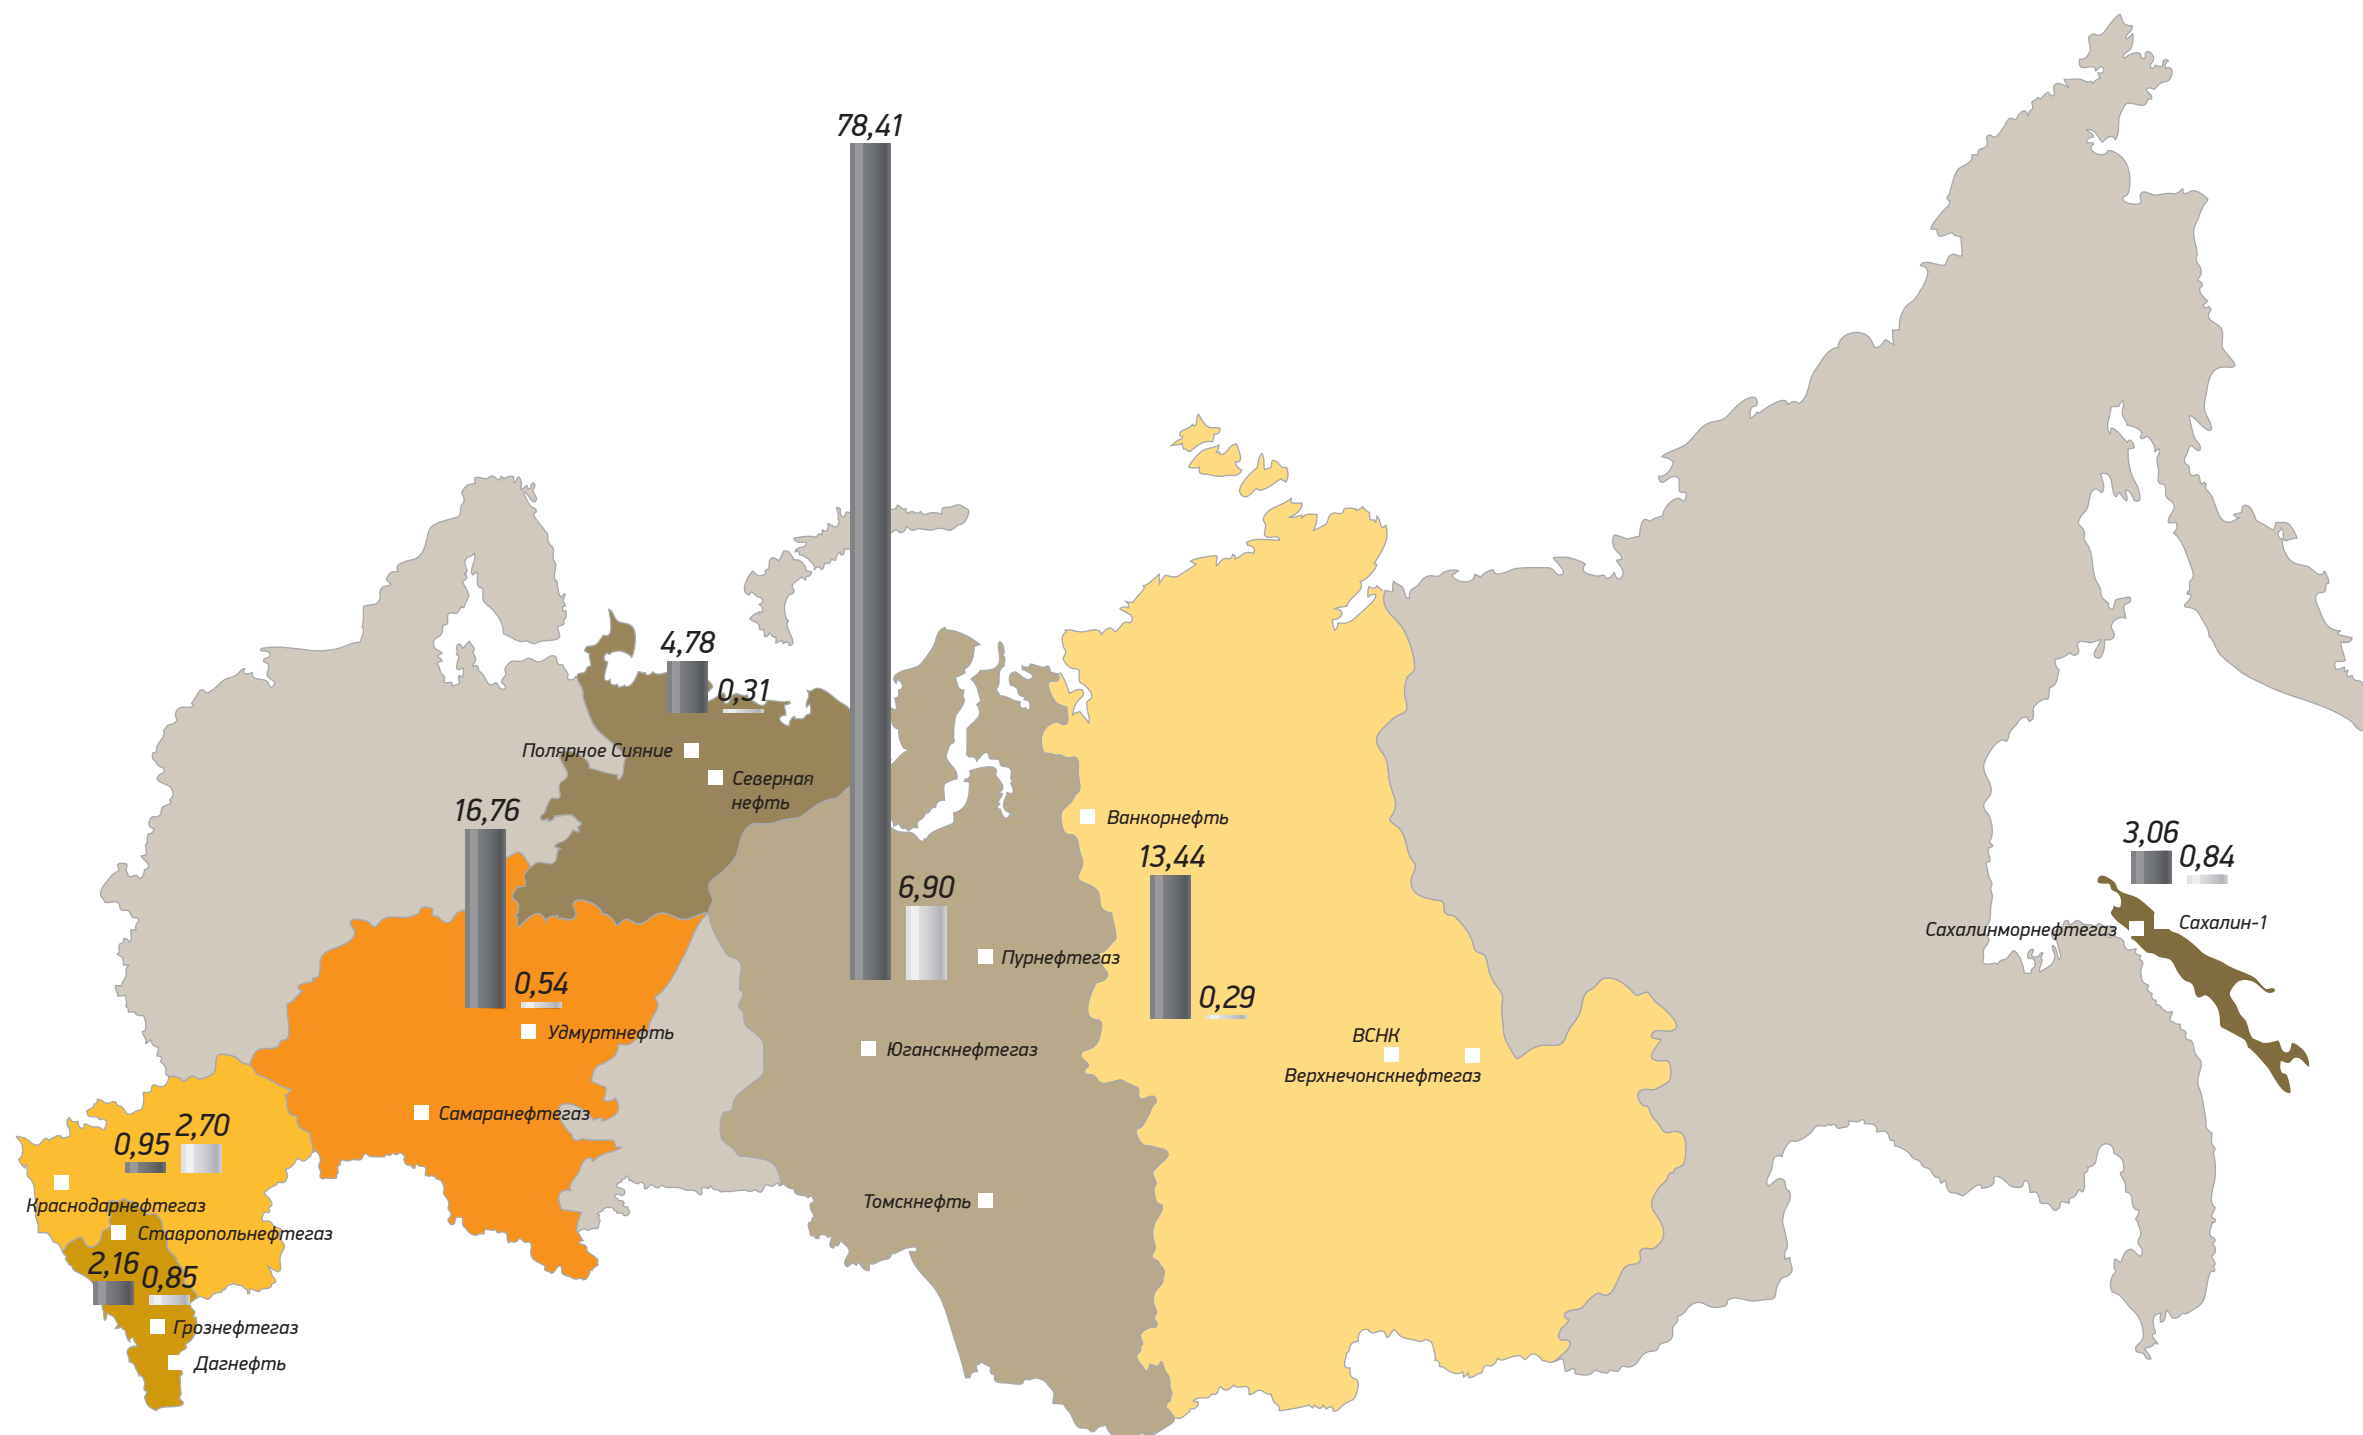 78,41
4,78
0,31
Полярное Сияние
Северная
нефть
16,76
0,54
Удмуртнефть
Самаранефтегаз
6,90
Пурнефтегаз
Юганскнефтегаз
Томскнефть
Ванкорнефть
13,44
0,29
ВСНК
Верхнечонскнефтегаз
3,06
0,84
Сахалинморнефтегаз
Сахалин-1
2,70
0,95
Краснодарнефтегаз
Ставропольнефтегаз
2,16
0,85
Грознефтегаз
Дагнефть